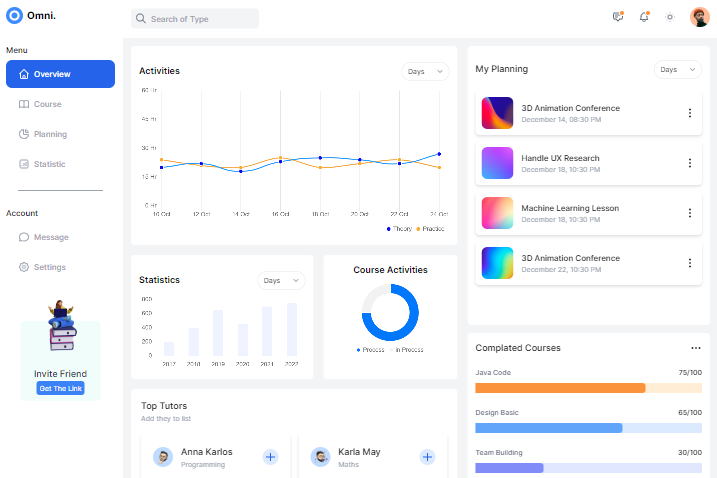 Omni.
Search of Type
Menu
Overview
Course
Planning
Statistic
Account
Message
Settings
Invite Friend
Get The Link
Activities
Days
60 Hr
45 Hr
30 Hr
15 Hr
0 Hr
10 Oct 12 Oct 14 Oct 16 Oct 18 Oct 20 Oct 22 Oct 24 Oct
Theory Practice
Statistics
Days
800
600
400
200
0
2017 2018 2019 2020 2021 2022
Course Activities
Process in Process
Top Tutors
Add they to list
Anna Karlos
Programming
Karla May
Maths
My Planning
Days
3D Animation Conference
December 14, 08:30 PM
Handle UX Research
December 18, 10:30 PM
Machine Learning Lesson
December 18, 10:30 PM
3D Animation Conference
December 22, 10:30 PM
Complated Courses
Java Code 75/100
Design Basic 65/100
Team Building 30/100